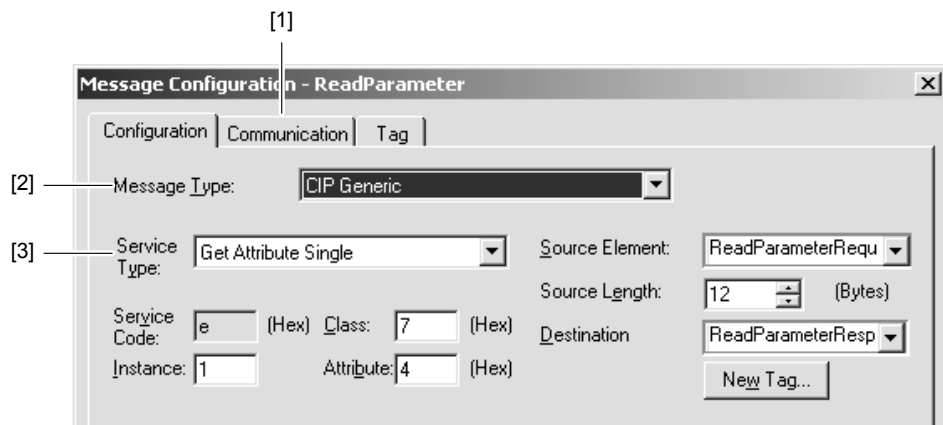 [1]
Message Configuration - ReadParameter
Configuration Communication Tag
[2] Message Type: CIP Generic
[3] Service Type: Get Attribute Single
Source Element: ReadParameterRequ
Source Length: 12 (Bytes)
Service Code: e (Hex) Class: 7 (Hex)
Destination ReadParameterResp
Instance: 1 Attribute: 4 (Hex)
New Tag...